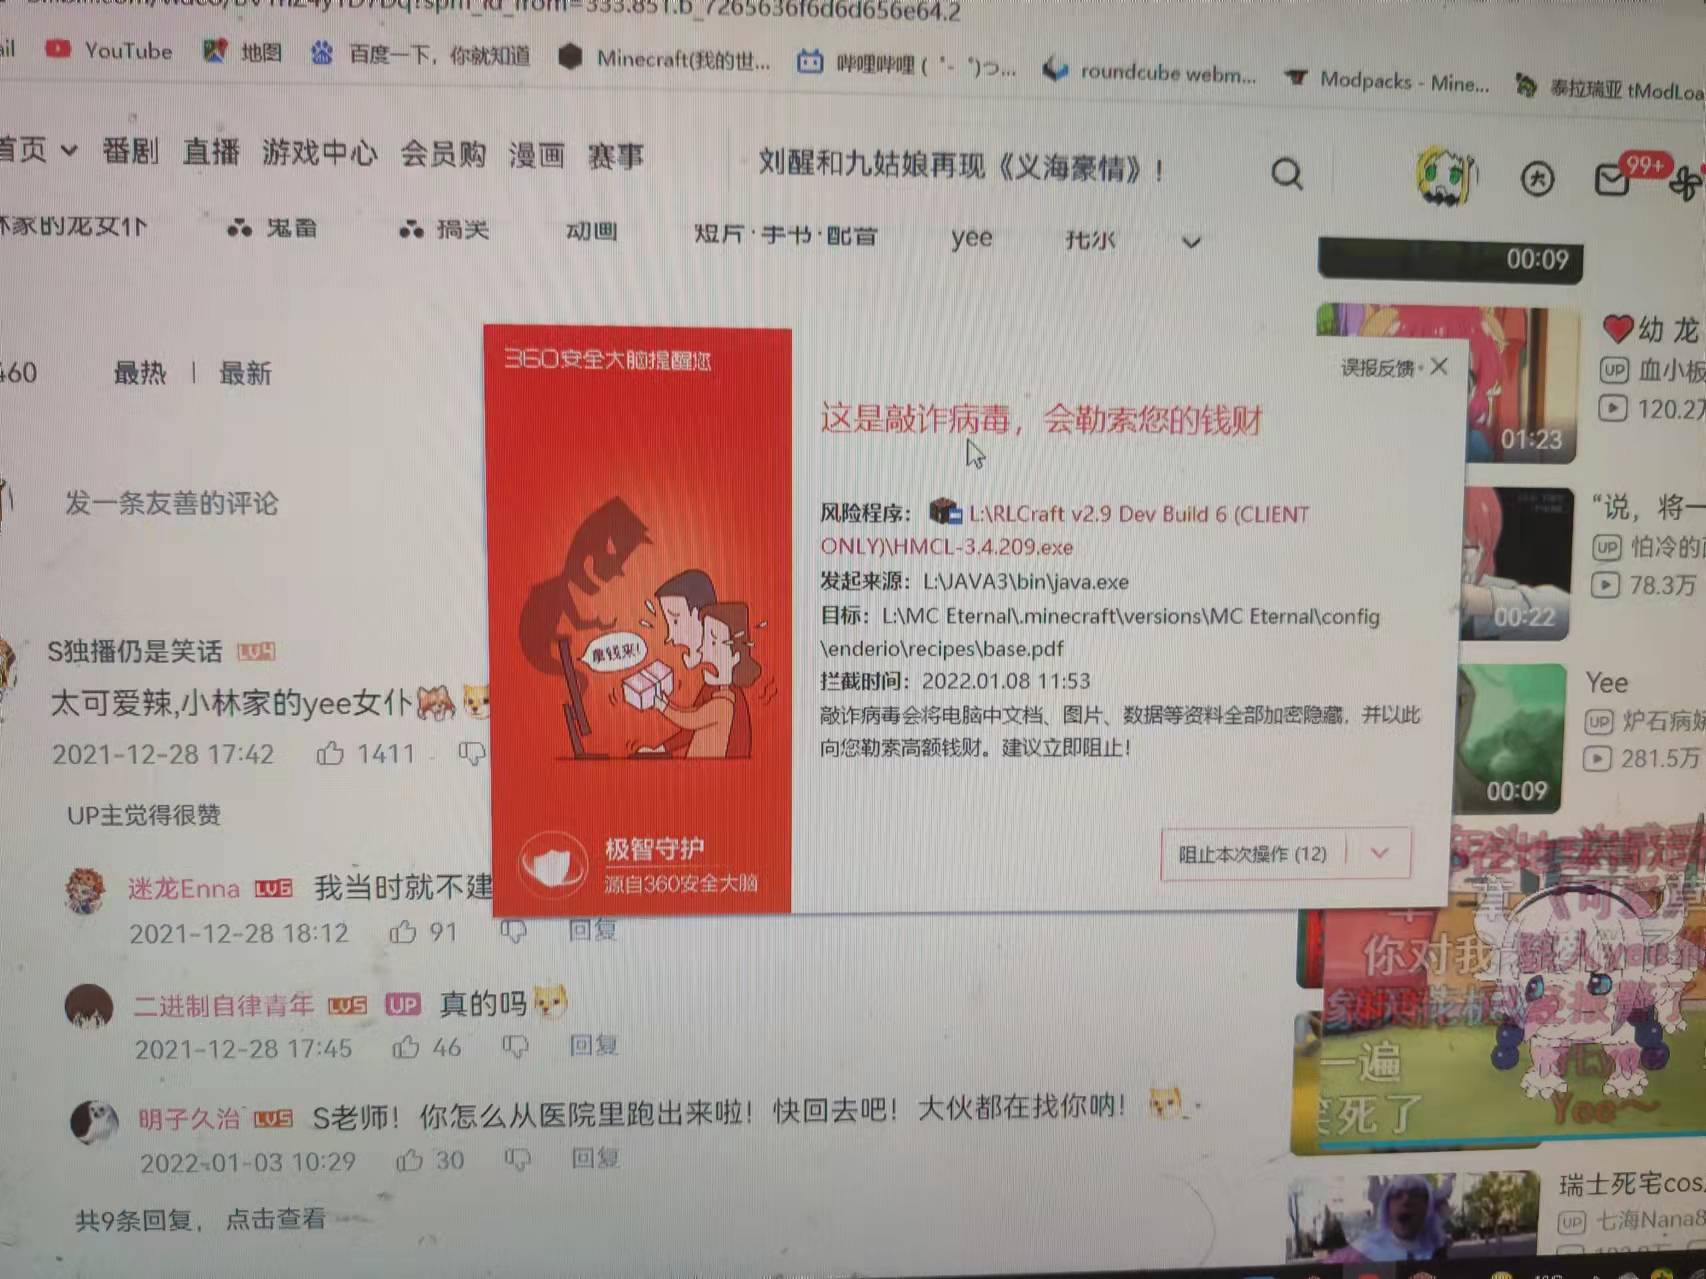 YouTube 地图 百度一下，你就知道 Minecraft(我的世... 哔哩哔哩 ( ゜- ゜)つ... roundcube webm... Modpacks - Mine... 泰拉瑞亚 tModLoa
首页 番剧 直播 游戏中心 会员购 漫画 赛事 刘醒和九姑娘再现《义海豪情》！ 99+
林家的龙女仆 鬼畜 搞笑 动画 短片·手书·配音 yee 托尔
00:09
460 最热 | 最新
发一条友善的评论
360安全大脑提醒您
误报反馈
这是敲诈病毒，会勒索您的钱财
风险程序： L:\RLCraft v2.9 Dev Build 6 (CLIENT
ONLY)\HMCL-3.4.209.exe
发起来源：L:\JAVA3\bin\java.exe
目标：L:\MC Eternal\.minecraft\versions\MC Eternal\config
\enderio\recipes\base.pdf
拦截时间：2022.01.08 11:53
敲诈病毒会将电脑中文档、图片、数据等资料全部加密隐藏，并以此
向您勒索高额钱财。建议立即阻止！
拿钱来!
阻止本次操作 (12)
极智守护
源自360安全大脑
S独播仍是笑话 LV4
太可爱辣,小林家的yee女仆
2021-12-28 17:42 1411
UP主觉得很赞
迷龙Enna LV6 我当时就不建
2021-12-28 18:12 91 回复
二进制自律青年 LV5 UP 真的吗
2021-12-28 17:45 46 回复
明子久治 LV5 S老师！你怎么从医院里跑出来啦！快回去吧！大伙都在找你呐！
2022-01-03 10:29 30 回复
共9条回复，点击查看
幼 龙
UP 血小板
120.2万
01:23
“说，将一
UP 怕冷的
78.3万
00:22
Yee
UP 炉石病
281.5万
00:09
你对我
一遍
笑死了
Yee～
瑞士死宅cos
UP 七海Nana8